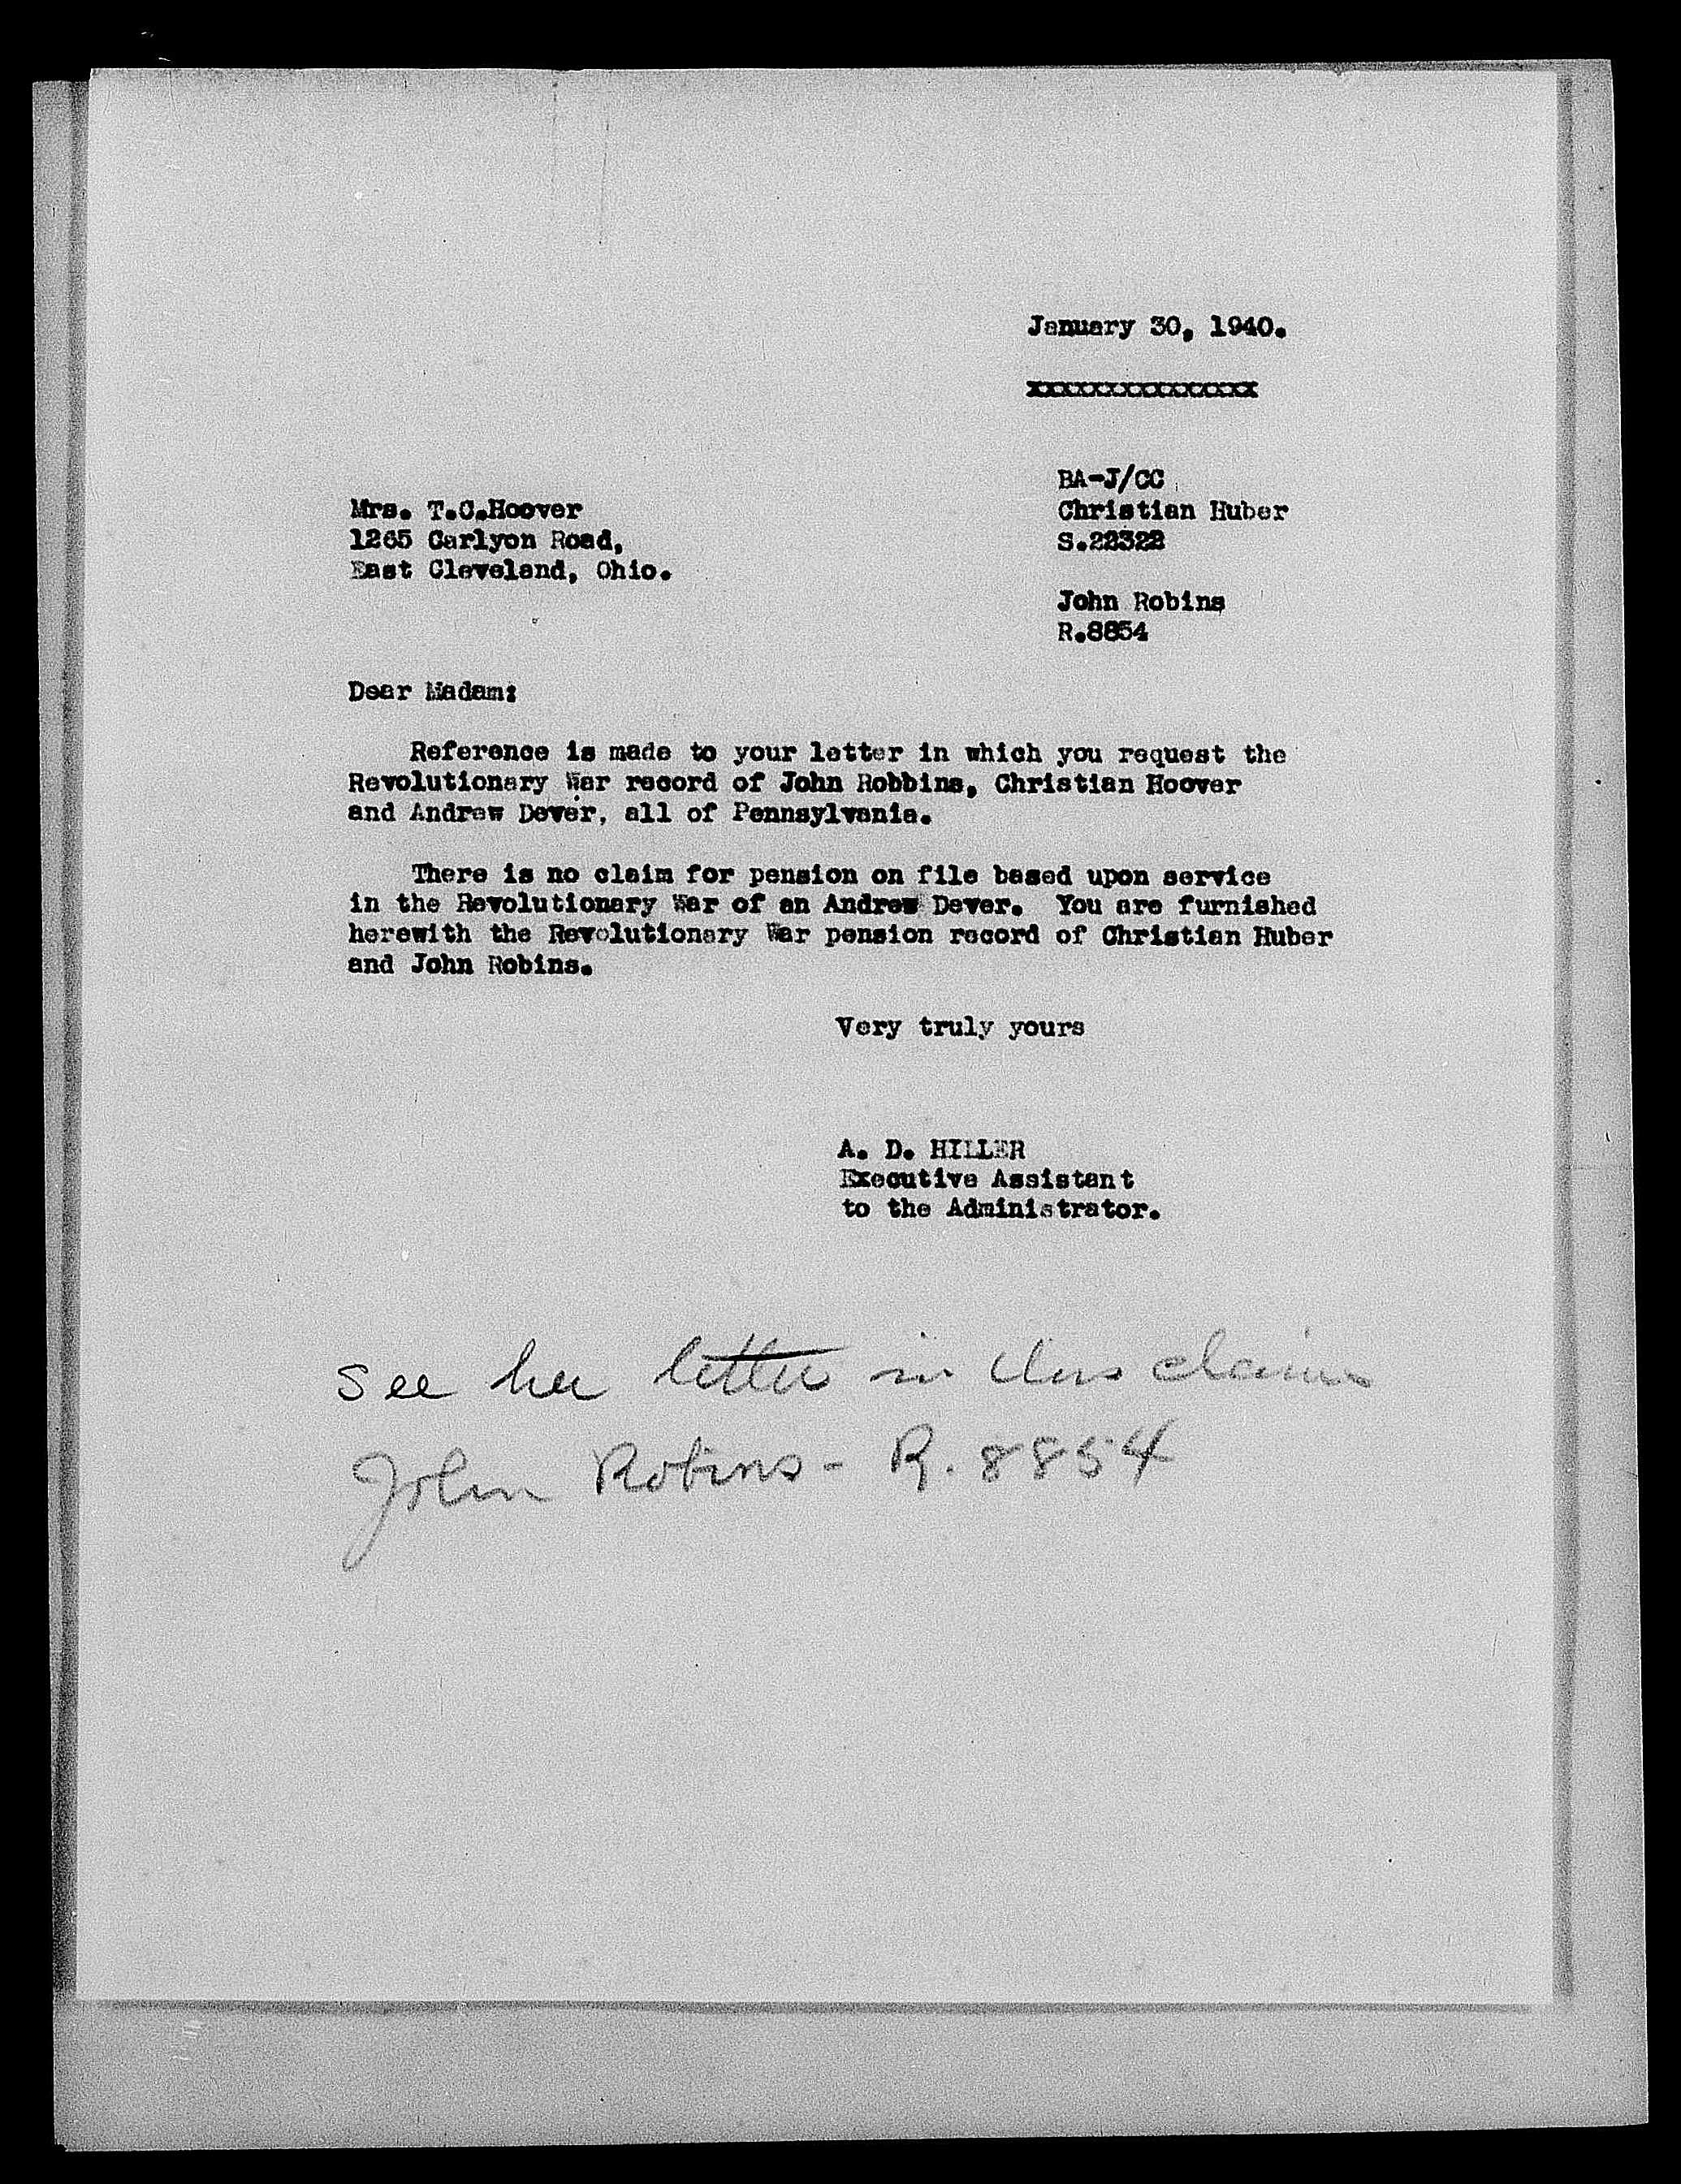 January 30, 1940.
xxxxxxxxxxxxxxx
BA-J/CC
Christian Huber
S.22322
John Robins
R.8854
Mrs. T.C.Hoover
1265 Carlyon Road,
East Cleveland, Ohio.
Dear Madam:
Reference is made to your letter in which you request the
Revolutionary War record of John Robbins, Christian Hoover
and Andrew Dever, all of Pennsylvania.
There is no claim for pension on file based upon service
in the Revolutionary War of an Andrew Dever. You are furnished
herewith the Revolutionary War pension record of Christian Huber
and John Robins.
Very truly yours
A. D. HILLER
Executive Assistant
to the Administrator.
see her letter in this claim
John Robins - R. 8854